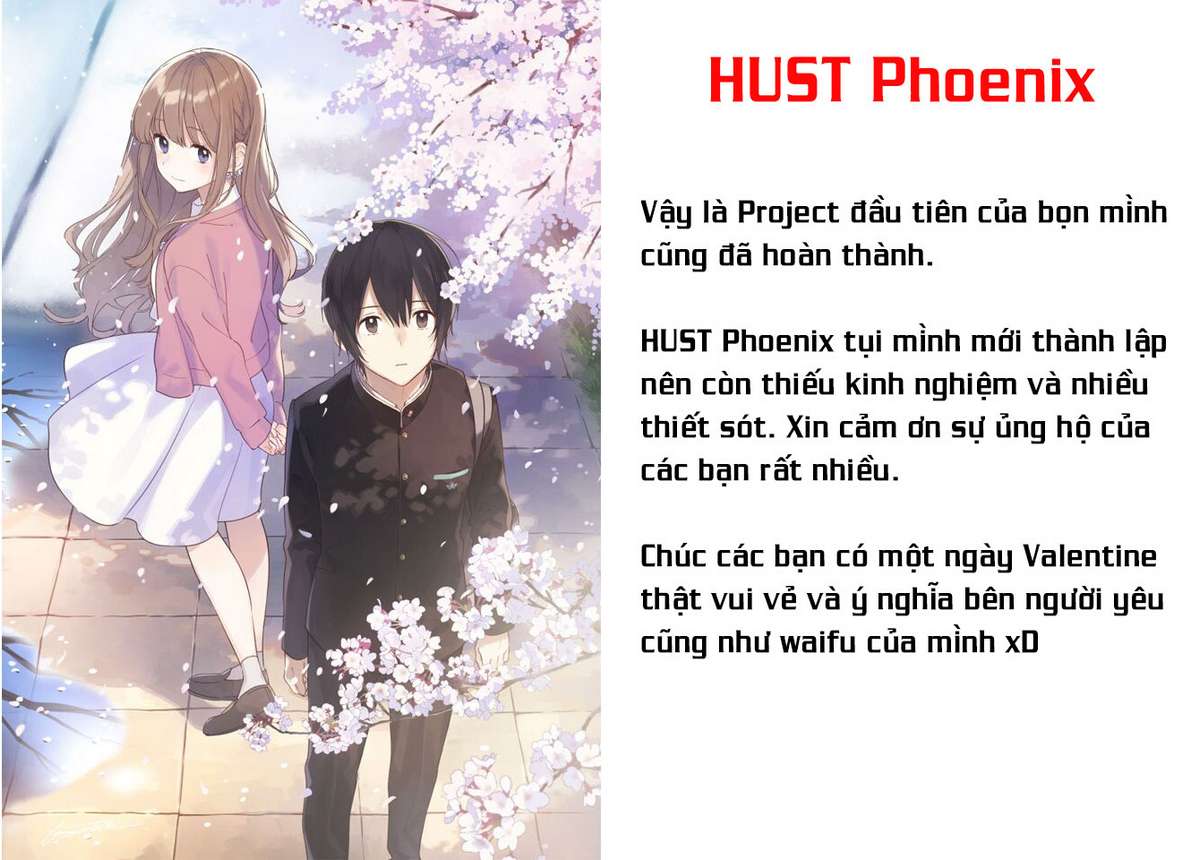 HUST Phoenix
Vậy là Project đầu tiên của bọn mình
cũng đã hoàn thành.
HUST Phoenix tụi mình mới thành lập
nên còn thiếu kinh nghiệm và nhiều
thiết sót. Xin cảm ơn sự ủng hộ của
các bạn rất nhiều.
Chúc các bạn có một ngày Valentine
thật vui vẻ và ý nghĩa bên người yêu
cũng như waifu của mình xD